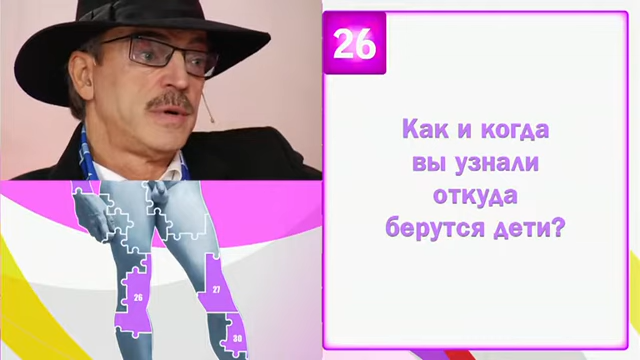 26
Как и когда
вы узнали
откуда
берутся дети?
26
27
30